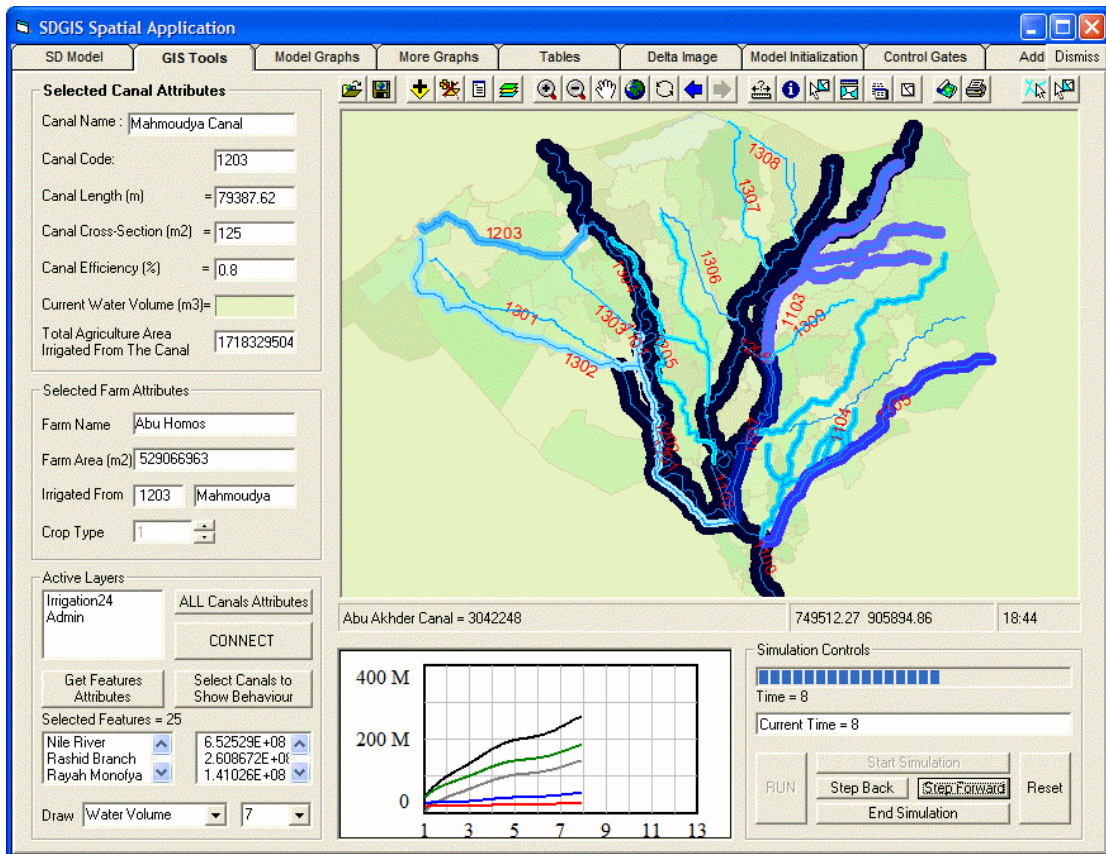 SDGIS Spatial Application
SD Model
GIS Tools
Model Graphs
More Graphs
Tables
Delta Image
Model Initialization
Control Gates
Add
Dismiss
Selected Canal Attributes
Canal Name : Mahmoudya Canal
Canal Code: 1203
Canal Length (m) = 79387.62
Canal Cross-Section (m2) = 125
Canal Efficiency (%) = 0.8
Current Water Volume (m3)=
Total Agriculture Area
Irrigated From The Canal 1718329504
Selected Farm Attributes
Farm Name Abu Homos
Farm Area (m2) 529066963
Irrigated From 1203 Mahmoudya
Crop Type 1
Active Layers
Irrigation24
Admin
ALL Canals Attributes
CONNECT
Get Features
Attributes
Select Canals to
Show Behaviour
Selected Features = 25
Nile River 6.52529E+08
Rashid Branch 2.608672E+08
Rayah Monofya 1.41026E+08
Draw Water Volume 7
1308
1307
1203
1306
1301
1303
1302
1103
1309
1104
Abu Akhder Canal = 3042248
749512.27 905894.86
18:44
400 M
200 M
0
1 3 5 7 9 11 13
Simulation Controls
Time = 8
Current Time = 8
RUN
Start Simulation
Step Back
Step Forward
End Simulation
Reset